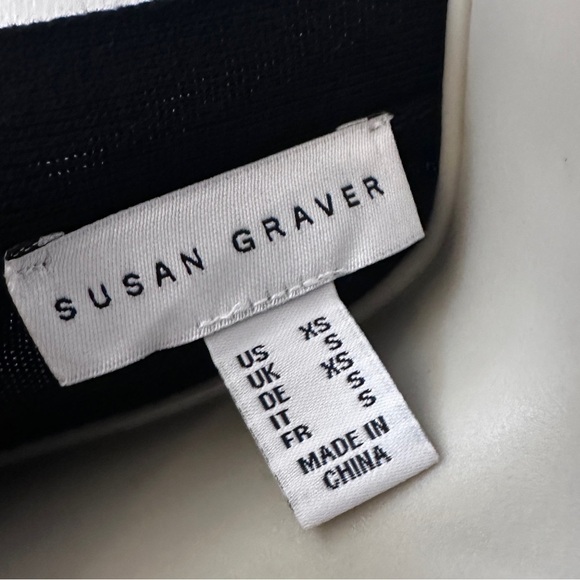 SUSAN GRAVER
US XS
UK S
DE XS
IT S
FR S
MADE IN
CHINA